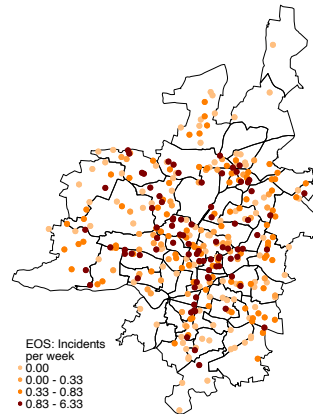 EOS: Incidents
per week
0.00
0.00 - 0.33
0.33 - 0.83
0.83 - 6.33